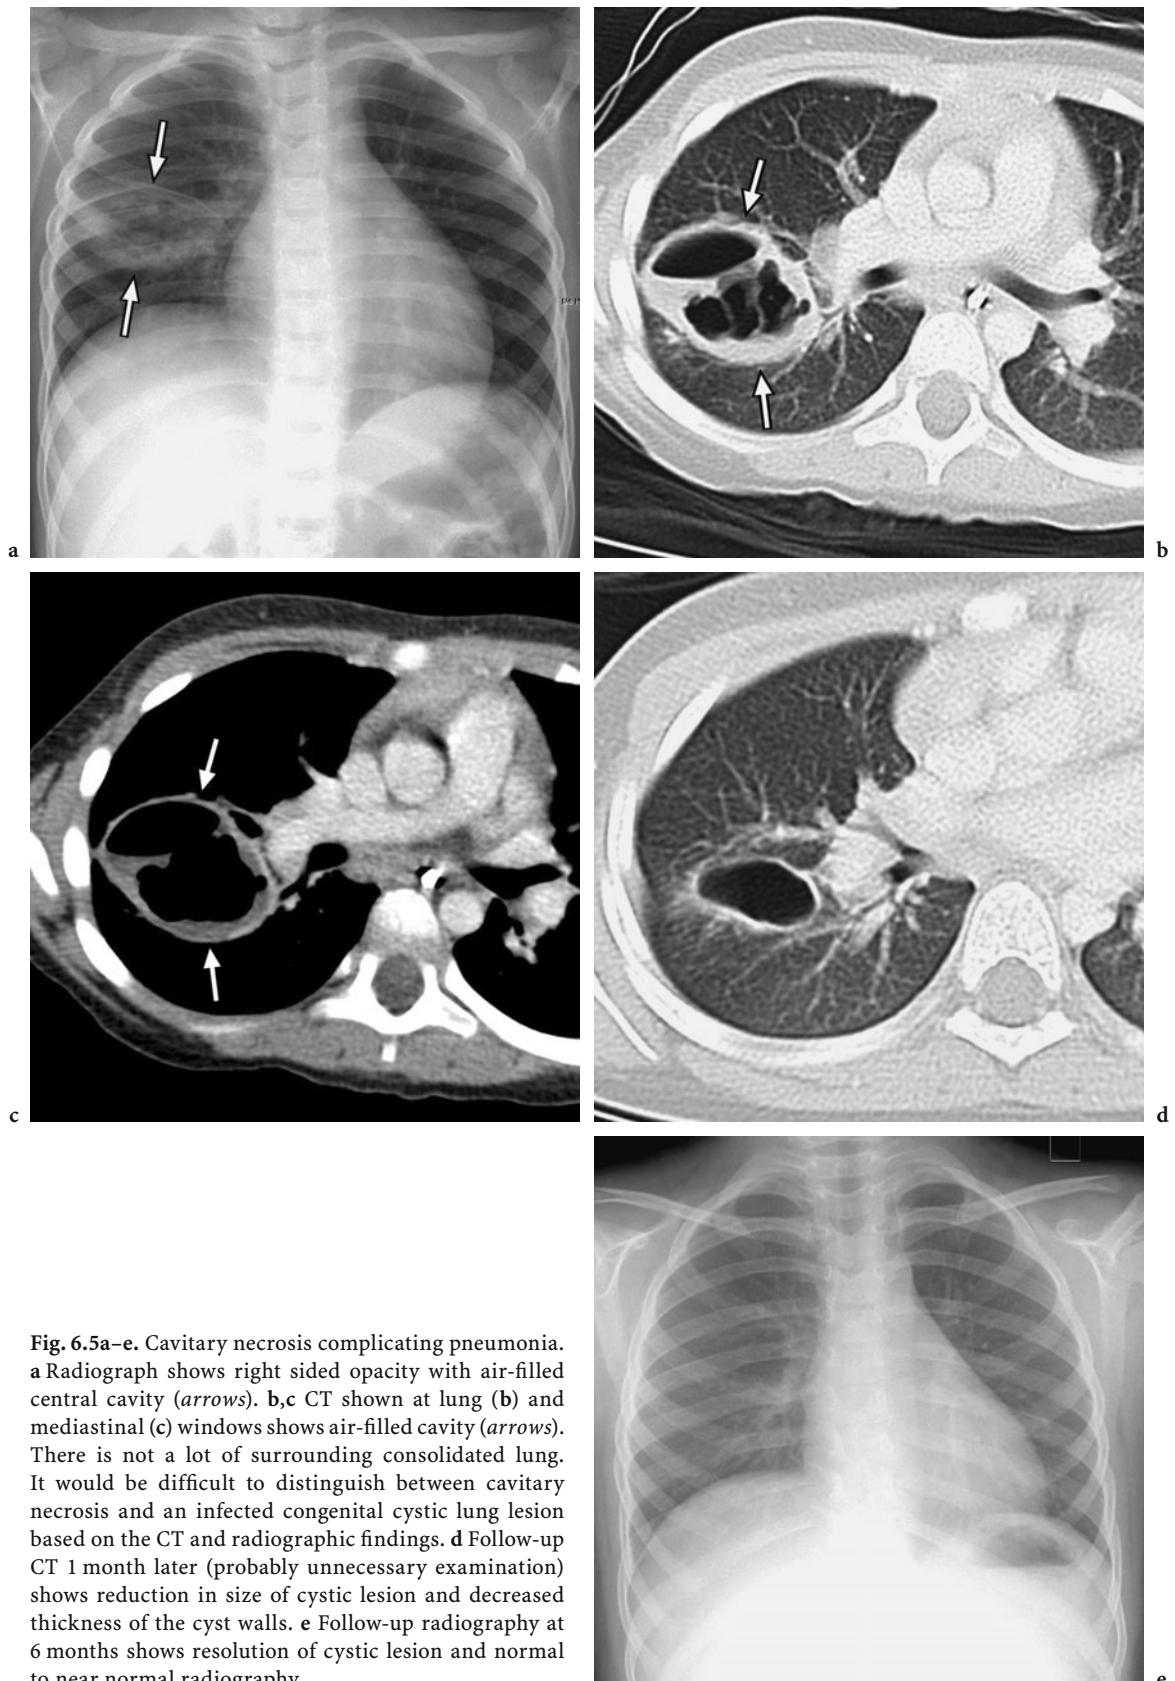 a
b
c
d
Fig. 6.5a–e. Cavitary necrosis complicating pneumonia.
a Radiograph shows right sided opacity with air-filled
central cavity (arrows). b,c CT shown at lung (b) and
mediastinal (c) windows shows air-filled cavity (arrows).
There is not a lot of surrounding consolidated lung.
It would be difficult to distinguish between cavitary
necrosis and an infected congenital cystic lung lesion
based on the CT and radiographic findings. d Follow-up
CT 1 month later (probably unnecessary examination)
shows reduction in size of cystic lesion and decreased
thickness of the cyst walls. e Follow-up radiography at
6 months shows resolution of cystic lesion and normal
to near normal radiography
e